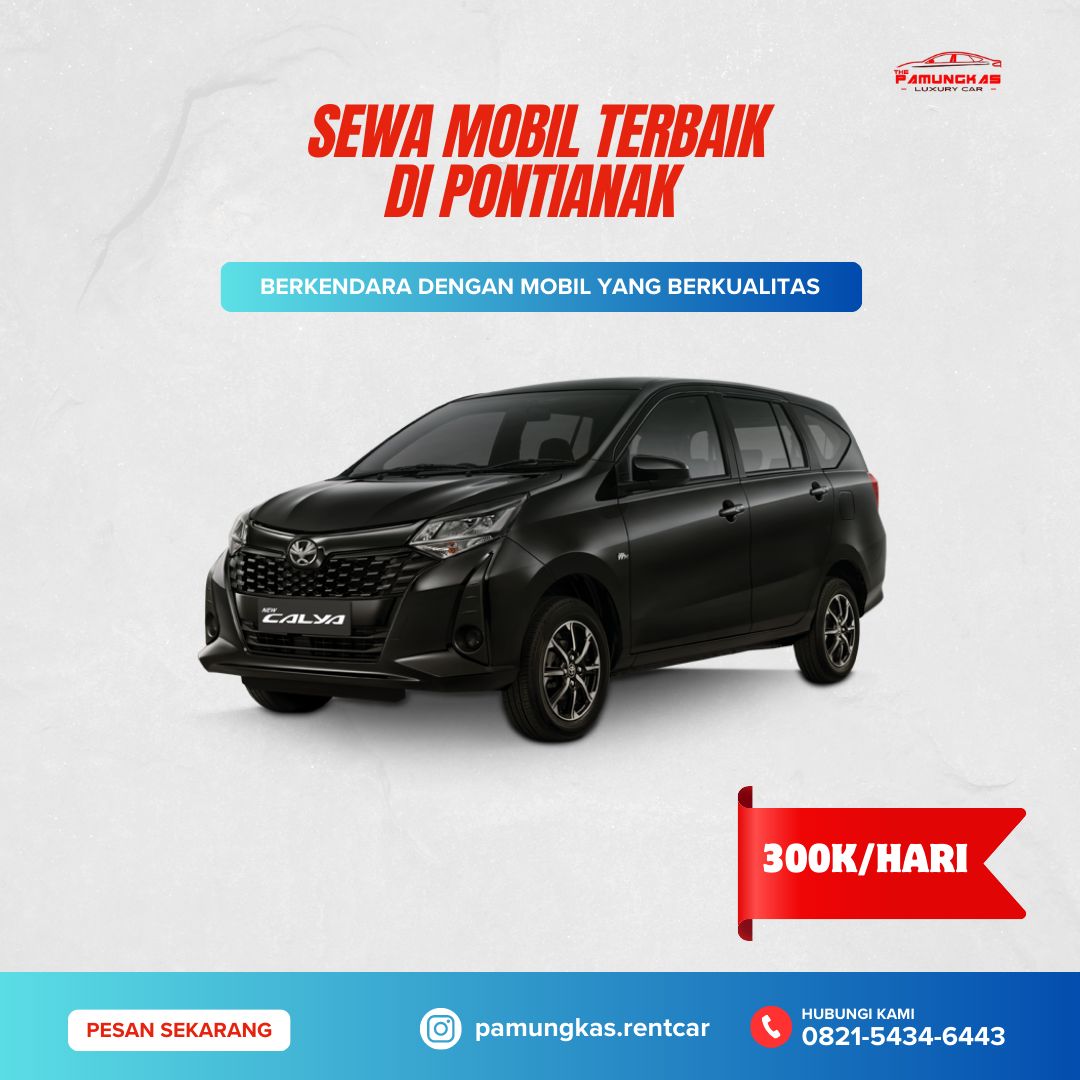 THE
PAMUNGKAS
- LUXURY CAR -
SEWA MOBIL TERBAIK
DI PONTIANAK
BERKENDARA DENGAN MOBIL YANG BERKUALITAS
NEW
CALYA
300K/HARI
PESAN SEKARANG
pamungkas.rentcar
HUBUNGI KAMI
0821-5434-6443